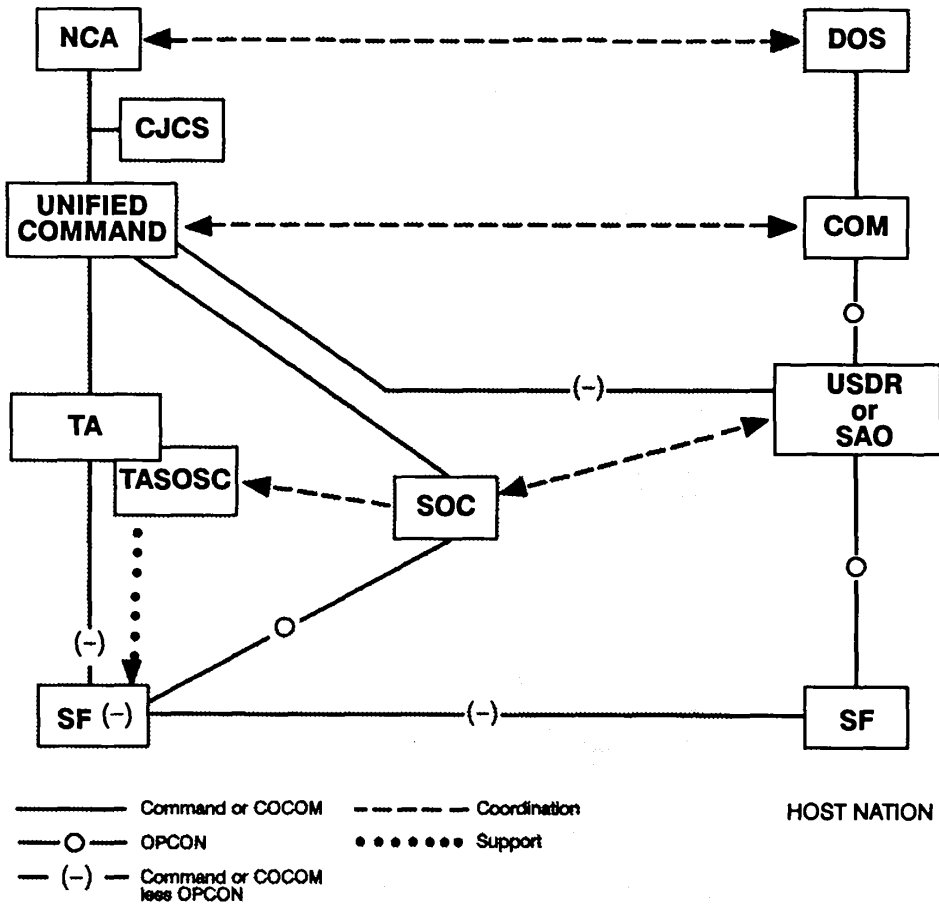 NCA
DOS
CJCS
UNIFIED
COMMAND
COM
USDR
or
SAO
(-)
TA
TASOSC
SOC
(-)
SF (-)
(-)
SF
Command or COCOM
Coordination
HOST NATION
OPCON
Support
(-)
Command or COCOM
less OPCON